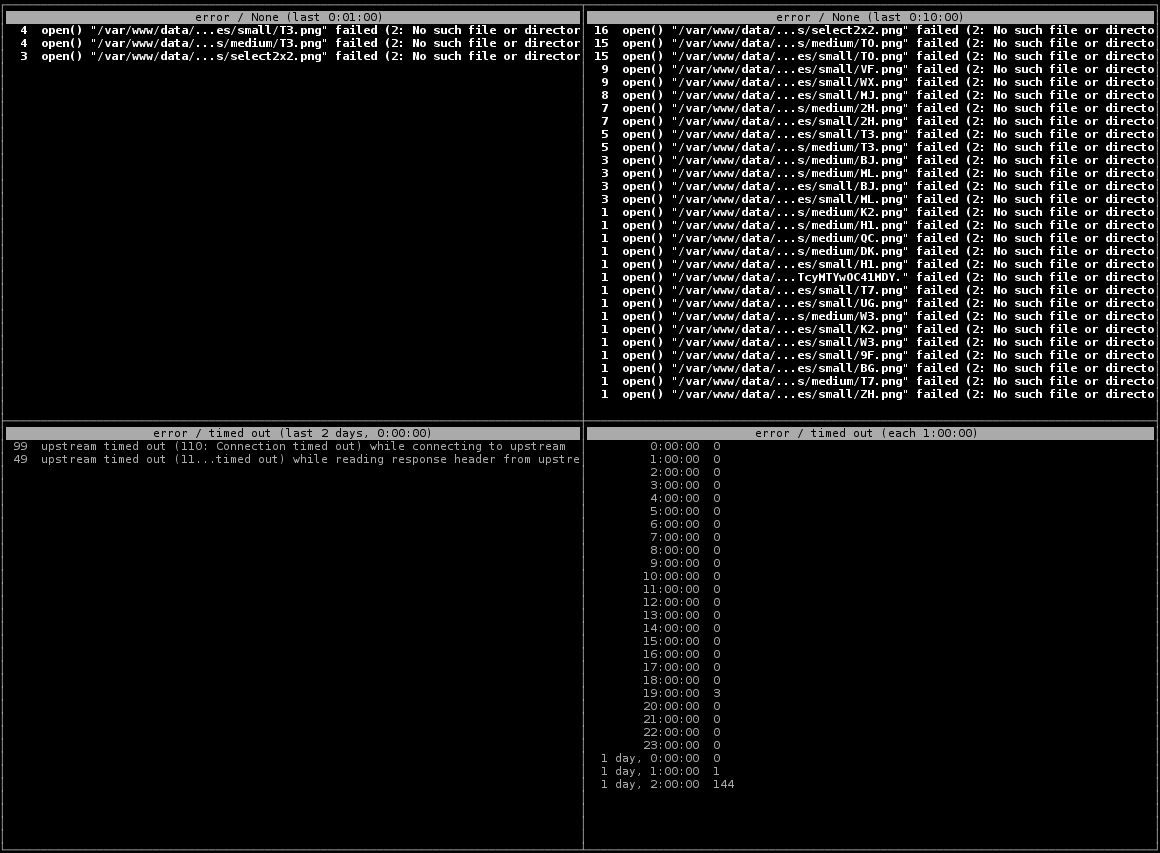 error / None (last 0:01:00)
4 open() "/var/www/data/...es/small/T3.png" failed (2: No such file or director
4 open() "/var/www/data/...s/medium/T3.png" failed (2: No such file or director
3 open() "/var/www/data/...s/select2x2.png" failed (2: No such file or director
error / None (last 0:10:00)
16 open() "/var/www/data/...s/select2x2.png" failed (2: No such file or directo
15 open() "/var/www/data/...s/medium/TO.png" failed (2: No such file or directo
15 open() "/var/www/data/...es/small/TO.png" failed (2: No such file or directo
9 open() "/var/www/data/...es/small/VF.png" failed (2: No such file or directo
9 open() "/var/www/data/...es/small/WX.png" failed (2: No such file or directo
8 open() "/var/www/data/...es/small/MJ.png" failed (2: No such file or directo
7 open() "/var/www/data/...s/medium/2H.png" failed (2: No such file or directo
7 open() "/var/www/data/...es/small/2H.png" failed (2: No such file or directo
5 open() "/var/www/data/...es/small/T3.png" failed (2: No such file or directo
5 open() "/var/www/data/...s/medium/T3.png" failed (2: No such file or directo
3 open() "/var/www/data/...s/medium/BJ.png" failed (2: No such file or directo
3 open() "/var/www/data/...s/medium/ML.png" failed (2: No such file or directo
3 open() "/var/www/data/...es/small/BJ.png" failed (2: No such file or directo
3 open() "/var/www/data/...es/small/ML.png" failed (2: No such file or directo
1 open() "/var/www/data/...s/medium/K2.png" failed (2: No such file or directo
1 open() "/var/www/data/...s/medium/H1.png" failed (2: No such file or directo
1 open() "/var/www/data/...s/medium/QC.png" failed (2: No such file or directo
1 open() "/var/www/data/...s/medium/DK.png" failed (2: No such file or directo
1 open() "/var/www/data/...es/small/H1.png" failed (2: No such file or directo
1 open() "/var/www/data/...TcyMTYwOC41MDY." failed (2: No such file or directo
1 open() "/var/www/data/...es/small/T7.png" failed (2: No such file or directo
1 open() "/var/www/data/...es/small/UG.png" failed (2: No such file or directo
1 open() "/var/www/data/...s/medium/W3.png" failed (2: No such file or directo
1 open() "/var/www/data/...es/small/K2.png" failed (2: No such file or directo
1 open() "/var/www/data/...es/small/W3.png" failed (2: No such file or directo
1 open() "/var/www/data/...es/small/9F.png" failed (2: No such file or directo
1 open() "/var/www/data/...es/small/BG.png" failed (2: No such file or directo
1 open() "/var/www/data/...s/medium/T7.png" failed (2: No such file or directo
1 open() "/var/www/data/...es/small/ZH.png" failed (2: No such file or directo
error / timed out (last 2 days, 0:00:00)
99 upstream timed out (110: Connection timed out) while connecting to upstream
49 upstream timed out (11...timed out) while reading response header from upstre
error / timed out (each 1:00:00)
0:00:00 0
1:00:00 0
2:00:00 0
3:00:00 0
4:00:00 0
5:00:00 0
6:00:00 0
7:00:00 0
8:00:00 0
9:00:00 0
10:00:00 0
11:00:00 0
12:00:00 0
13:00:00 0
14:00:00 0
15:00:00 0
16:00:00 0
17:00:00 0
18:00:00 0
19:00:00 3
20:00:00 0
21:00:00 0
22:00:00 0
23:00:00 0
1 day, 0:00:00 0
1 day, 1:00:00 1
1 day, 2:00:00 144